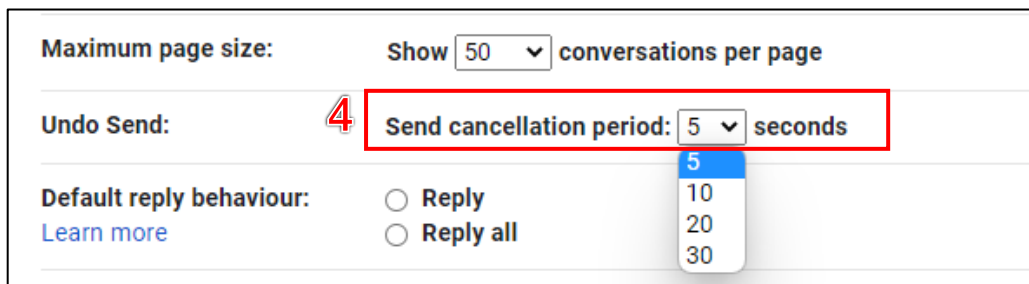 Maximum page size: Show 50 conversations per page
4 Undo Send: Send cancellation period: 5 seconds
5
Default reply behaviour: Reply 10
Learn more Reply all 20
30